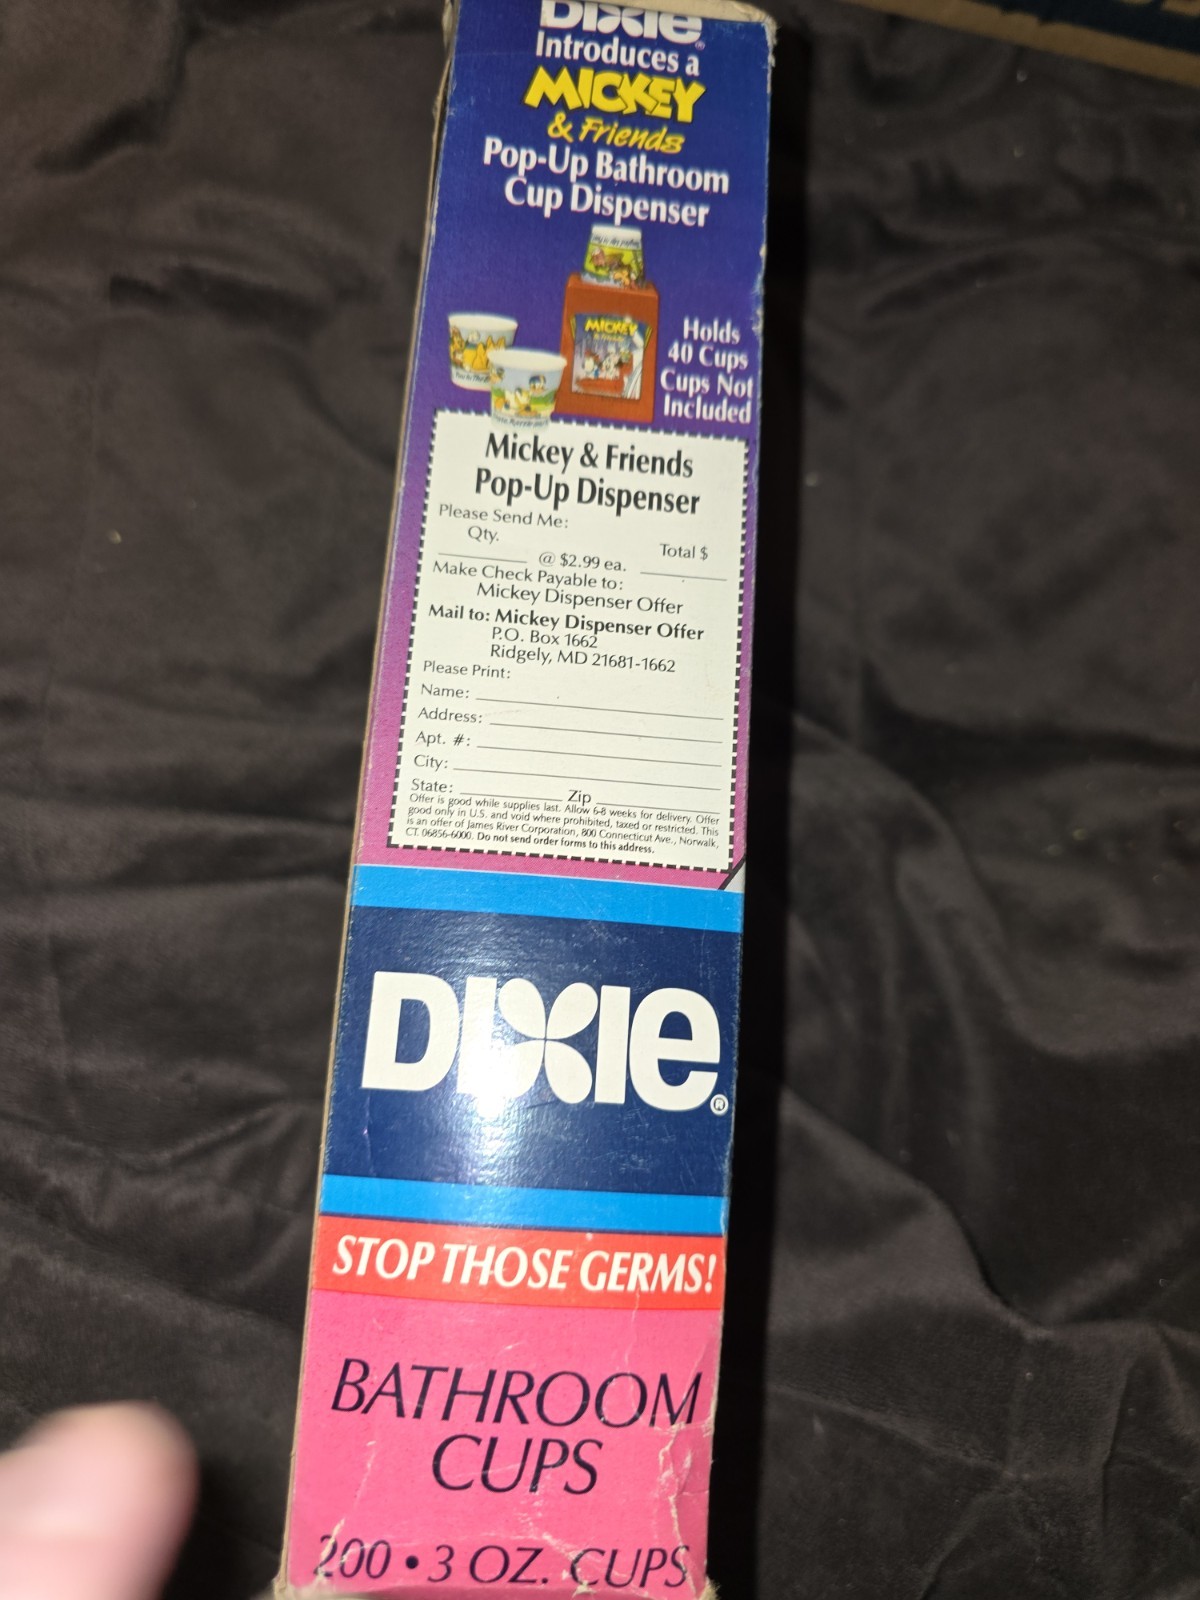 DIXIE®
Introduces a
MICKEY
& Friends
Pop-Up Bathroom
Cup Dispenser
MICKEY
Holds
40 Cups
Cups Not
Included
Mickey & Friends
Pop-Up Dispenser
Please Send Me:
Qty.
@ $2.99 ea.
Total $
Make Check Payable to:
Mickey Dispenser Offer
Mail to: Mickey Dispenser Offer
P.O. Box 1662
Ridgely, MD 21681-1662
Please Print:
Name:
Address:
Apt. #:
City:
State: Zip
Offer is good while supplies last. Allow 6-8 weeks for delivery. Offer
good only in U.S. and void where prohibited, taxed or restricted. This
is an offer of James River Corporation, 800 Connecticut Ave., Norwalk,
CT. 06856-6000. Do not send order forms to this address.
DIXIE®
STOP THOSE GERMS!
BATHROOM
CUPS
200 • 3 OZ. CUPS